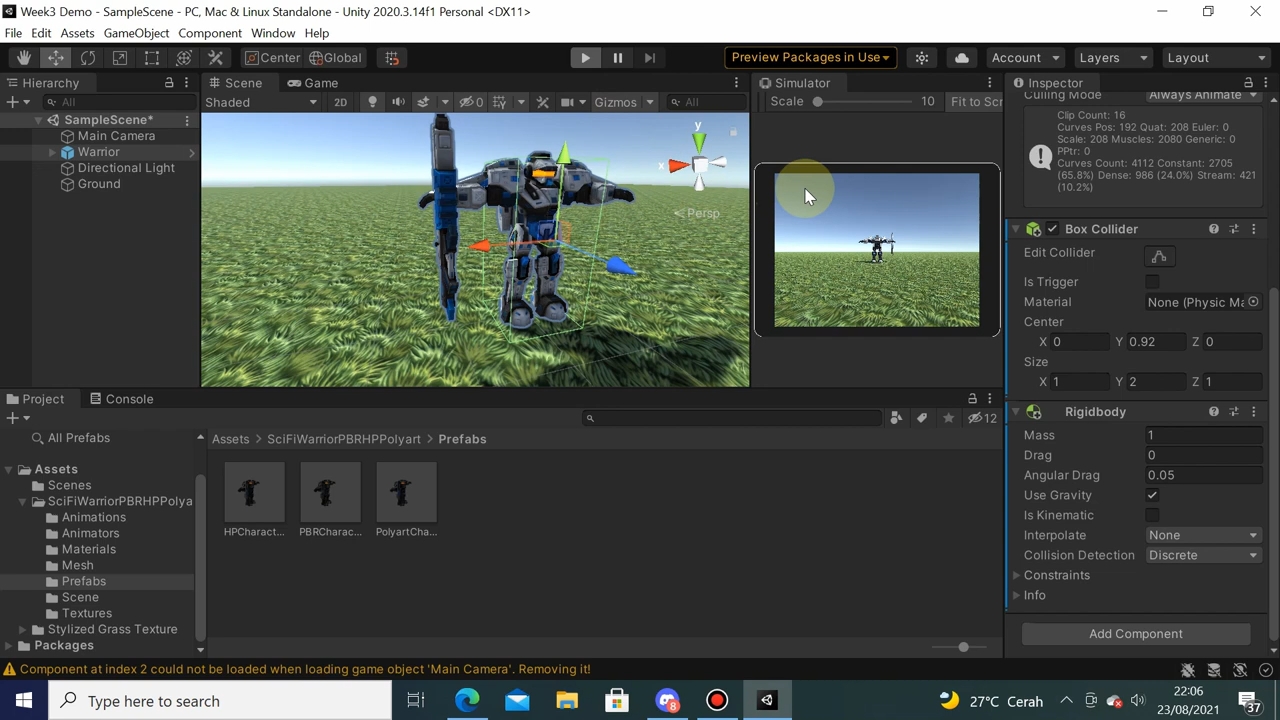 Week3 Demo - SampleScene - PC, Mac & Linux Standalone - Unity 2020.3.14f1 Personal <DX11>
File Edit Assets GameObject Component Window Help
Center Global Preview Packages in Use Account Layers Layout
Hierarchy
All
SampleScene*
Main Camera
Warrior
Directional Light
Ground
Scene Game
Shaded 2D 0 Gizmos All
y
x
Persp
Simulator
Scale 10 Fit to Scr
Inspector
Culling Mode Always Animate
Clip Count: 16
Curves Pos: 192 Quat: 208 Euler: 0
Scale: 208 Muscles: 2080 Generic: 0
PPtr: 0
Curves Count: 4112 Constant: 2705
(65.8%) Dense: 986 (24.0%) Stream: 421
(10.2%)
Box Collider
Edit Collider
Is Trigger
Material None (Physic Ma
Center
X 0 Y 0.92 Z 0
Size
X 1 Y 2 Z 1
Rigidbody
Mass 1
Drag 0
Angular Drag 0.05
Use Gravity
Is Kinematic
Interpolate None
Collision Detection Discrete
Constraints
Info
Add Component
Project Console
12
All Prefabs
Assets
Scenes
SciFiWarriorPBRHPPolya
Animations
Animators
Materials
Mesh
Prefabs
Scene
Textures
Stylized Grass Texture
Packages
Assets > SciFiWarriorPBRHPPolyart > Prefabs
HPCharact... PBRCharac... PolyartCha...
Component at index 2 could not be loaded when loading game object 'Main Camera'. Removing it!
Type here to search
8
27°C Cerah
22:06
23/08/2021
37